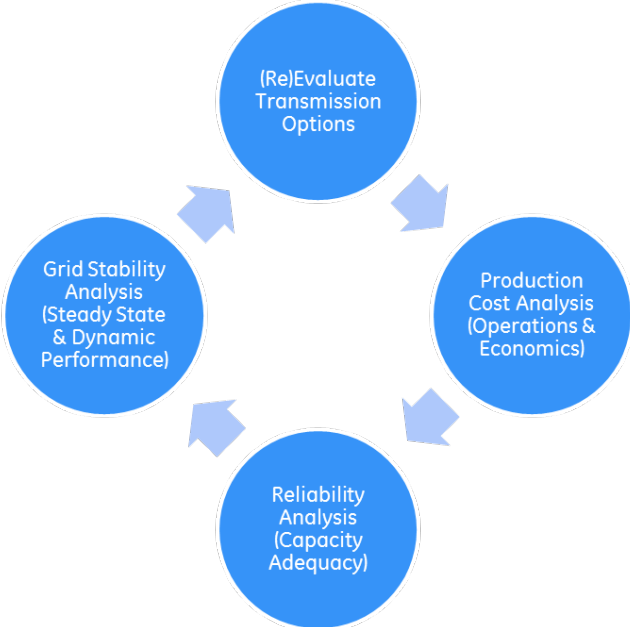 (Re)Evaluate
Transmission
Options
Production
Cost Analysis
(Operations &
Economics)
Reliability
Analysis
(Capacity
Adequacy)
Grid Stability
Analysis
(Steady State
& Dynamic
Performance)